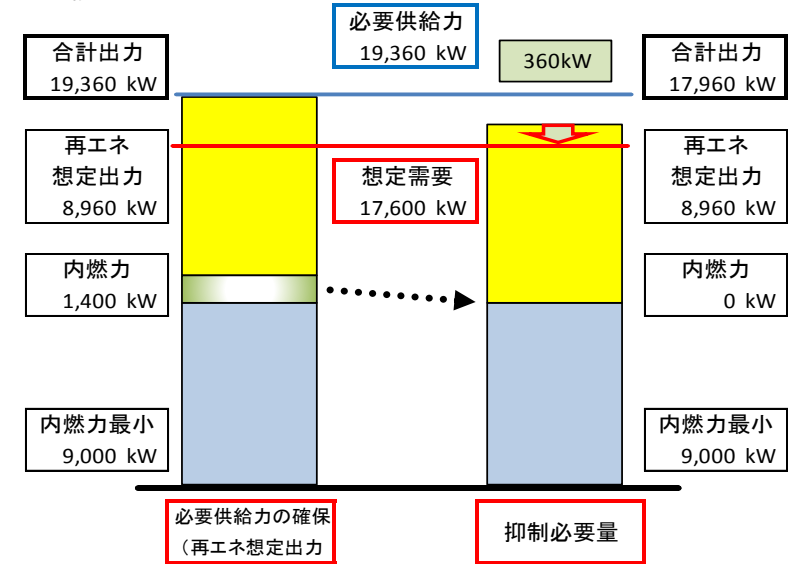 必要供給力
19,360 kW
360kW
合計出力
19,360 kW
合計出力
17,960 kW
再エネ
想定出力
8,960 kW
想定需要
17,600 kW
再エネ
想定出力
8,960 kW
内燃力
1,400 kW
内燃力
0 kW
内燃力最小
9,000 kW
内燃力最小
9,000 kW
必要供給力の確保
（再エネ想定出力
抑制必要量